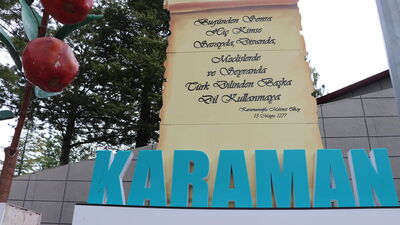 Bugünden Sonra
Hiç Kimse
Sarayda, Divanda,
Meclislerde
ve Seyranda
Türk Dilinden Başka
Dil Kullanmaya
Karamanoğlu Mehmet Bey
13 Mayıs 1277
KARAMAN